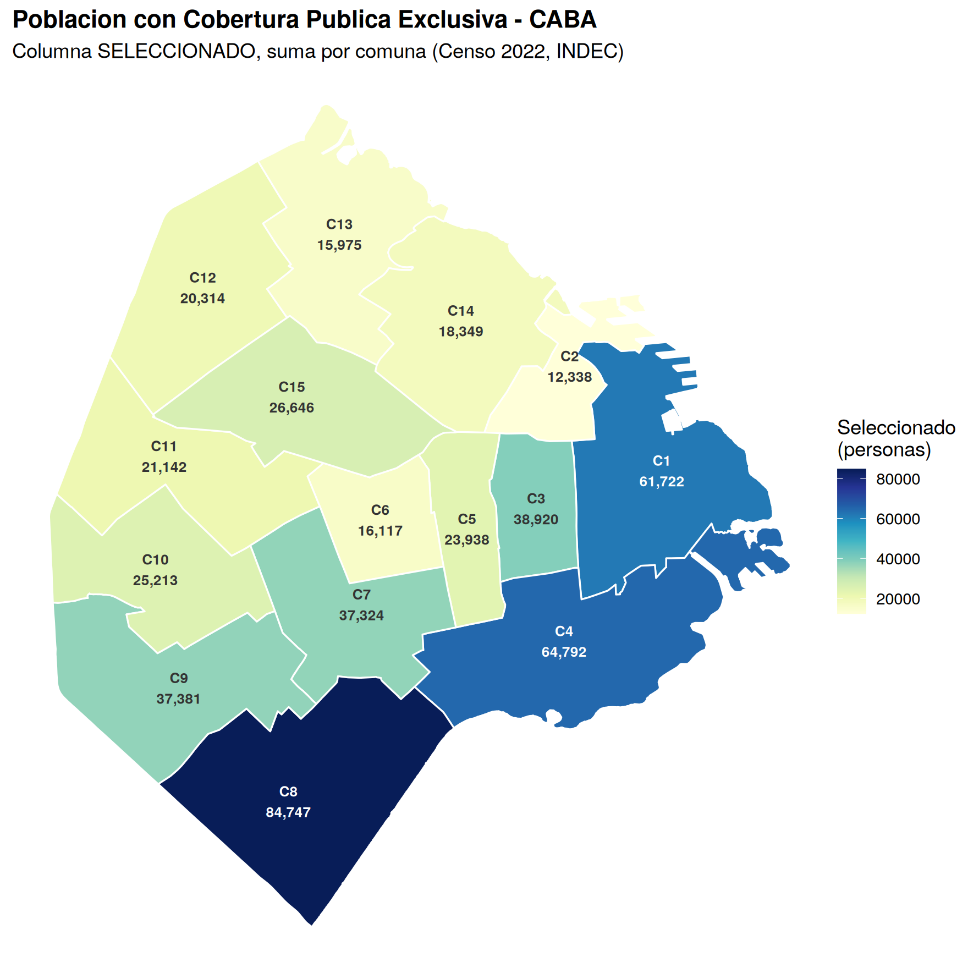 Poblacion con Cobertura Publica Exclusiva - CABA
Columna SELECCIONADO, suma por comuna (Censo 2022, INDEC)
C13
15,975
C12
20,314
C14
18,349
C2
12,338
C15
26,646
C11
21,142
C1
61,722
C6
16,117
C5
23,938
C3
38,920
C10
25,213
C7
37,324
C4
64,792
C9
37,381
C8
84,747
Seleccionado
(personas)
80000
60000
40000
20000